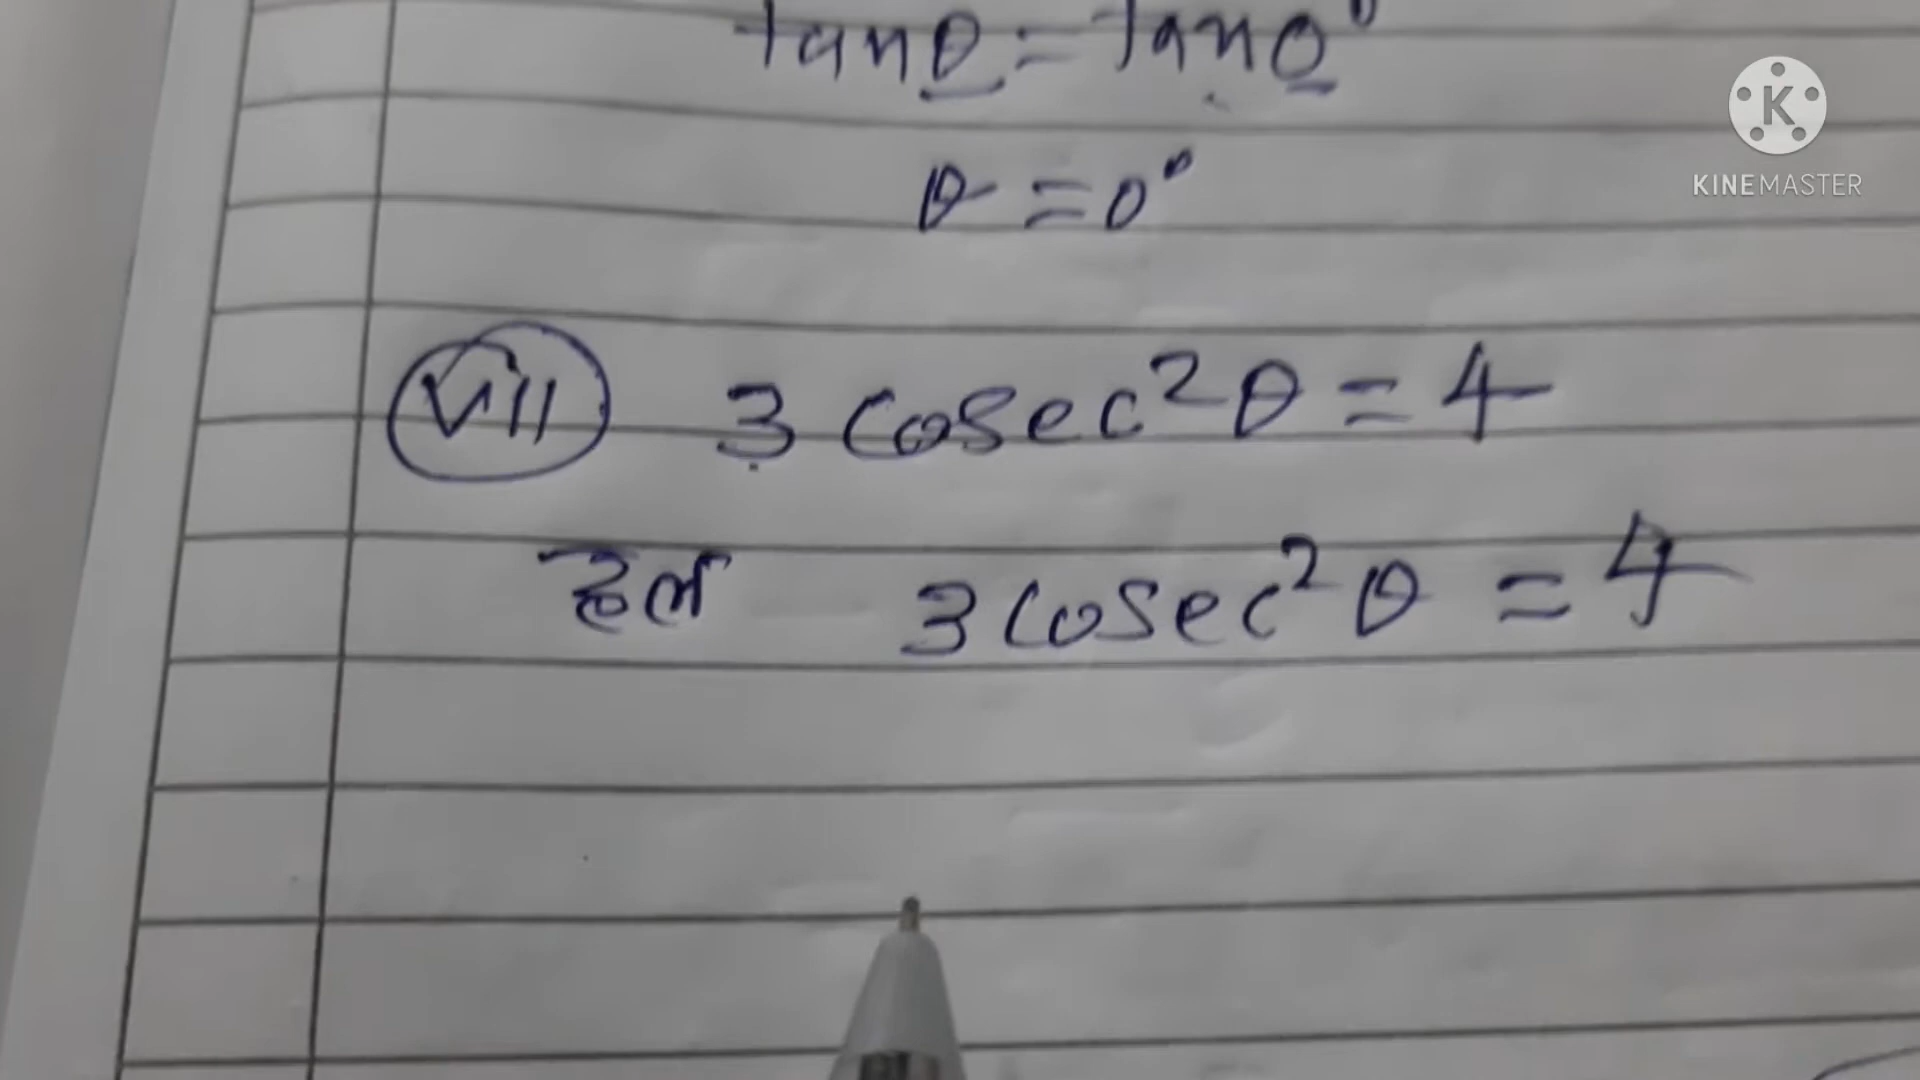 tanθ = tan0°
θ = 0°
KINEMASTER
VII 3 cosec²θ = 4
हल 3 cosec²θ = 4